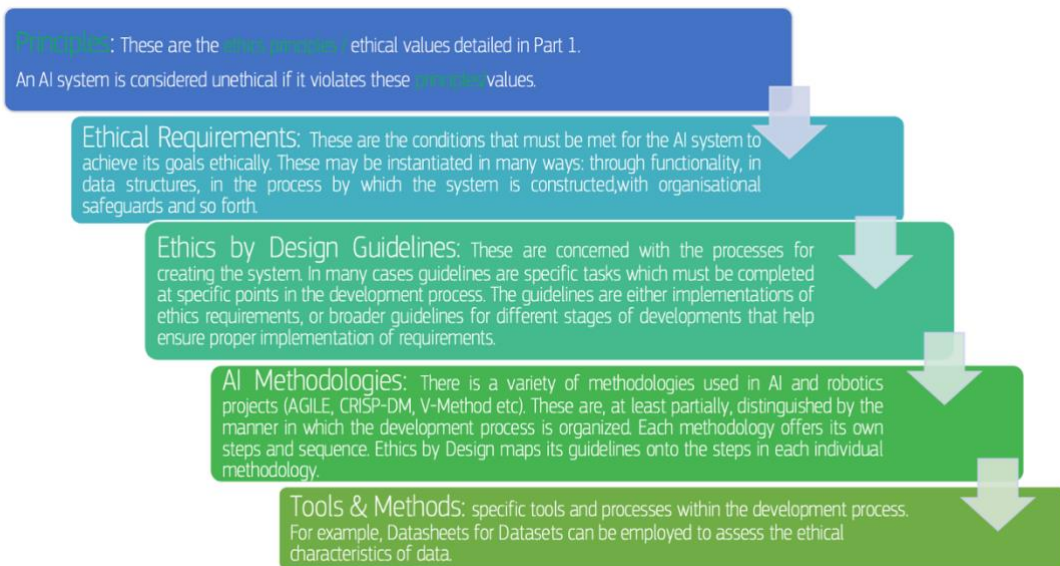 Principles: These are the ethics principles / ethical values detailed in Part 1.
An AI system is considered unethical if it violates these principles/values.
Ethical Requirements: These are the conditions that must be met for the AI system to
achieve its goals ethically. These may be instantiated in many ways: through functionality, in
data structures, in the process by which the system is constructed,with organisational
safeguards and so forth.
Ethics by Design Guidelines: These are concerned with the processes for
creating the system. In many cases guidelines are specific tasks which must be completed
at specific points in the development process. The guidelines are either implementations of
ethics requirements, or broader guidelines for different stages of developments that help
ensure proper implementation of requirements.
AI Methodologies: There is a variety of methodologies used in AI and robotics
projects (AGILE, CRISP-DM, V-Method etc). These are, at least partially, distinguished by the
manner in which the development process is organized. Each methodology offers its own
steps and sequence. Ethics by Design maps its guidelines onto the steps in each individual
methodology.
Tools & Methods: specific tools and processes within the development process.
For example, Datasheets for Datasets can be employed to assess the ethical
characteristics of data.